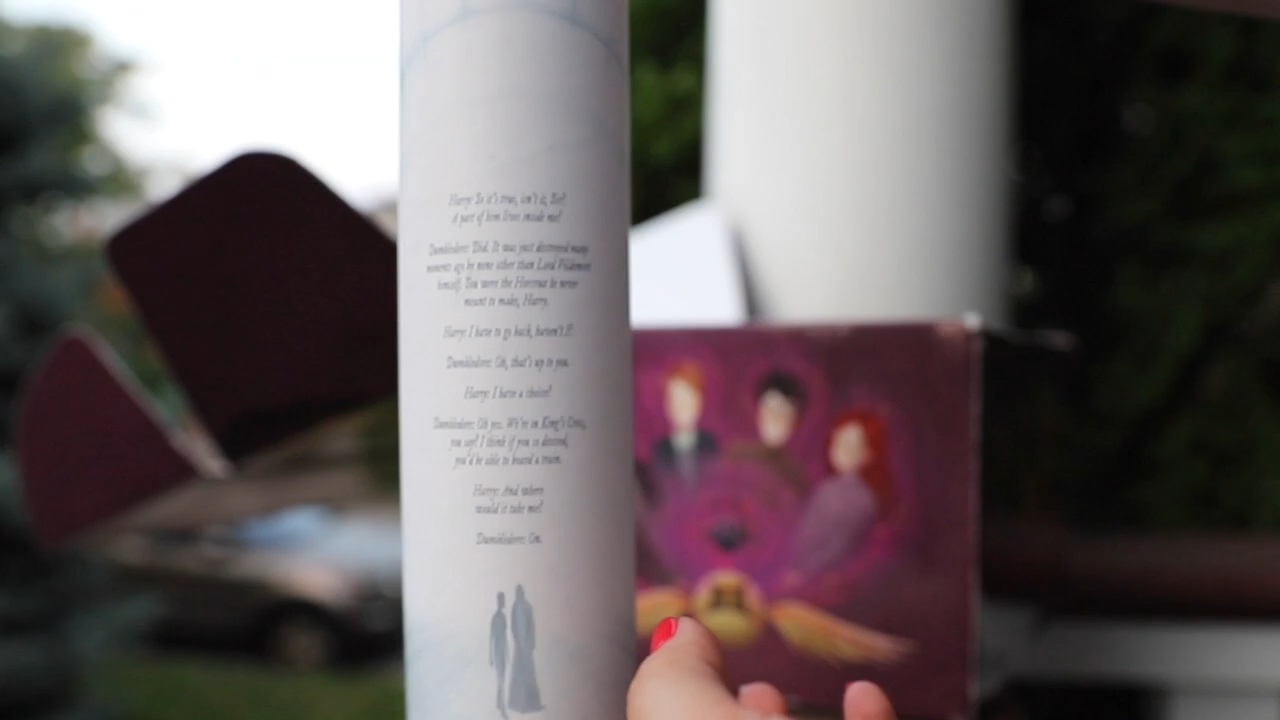 Harry: So it's true, isn't it, Sir?
A part of him lives inside me?
Dumbledore: Did. It was just destroyed many
moments ago by none other than Lord Voldemort
himself. You were the Horcrux he never
meant to make, Harry.
Harry: I have to go back, haven't I?
Dumbledore: Oh, that's up to you.
Harry: I have a choice?
Dumbledore: Oh yes. We're in King's Cross,
you say? I think if you so desired,
you'd be able to board a train.
Harry: And where
would it take me?
Dumbledore: On.